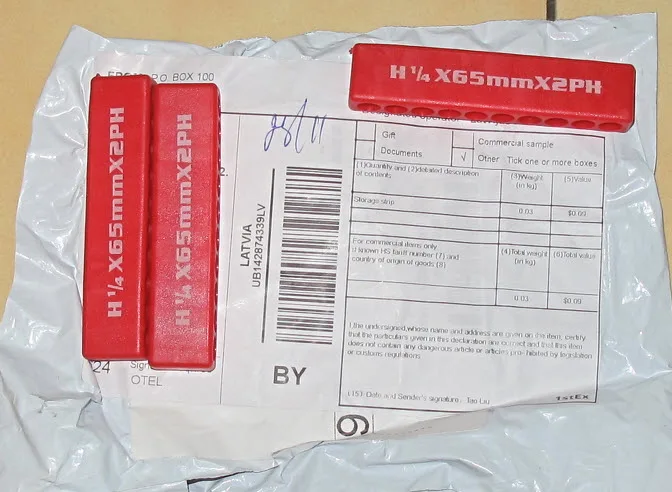 P.O. BOX 100
H 1/4 X65mmX2PH
H 1/4 X65mmX2PH
H 1/4 X65mmX2PH
28/11
Gift
Commercial sample
Documents
√
Other Tick one or more boxes
(1)Quantity and (2)detailed description of contents
(3)Weight (in kg)
(5)Value
Storage strip
0.03
$0.09
For commercial items only
If known HS tariff number (7) and
country of origin of goods (8)
(4)Total weight (in kg)
(6)Total value
0.03
$0.09
I,the undersigned,whose name and address are given on the item, certify
that the particulars given in this declaration are correct and that this item
does not contain any dangerous article or articles prohibited by legislation
or customs regulations
(15) Date and Sender's signature Tao Liu
1stEx
LATVIA
UB142874339LV
BY
24
OTEL
6